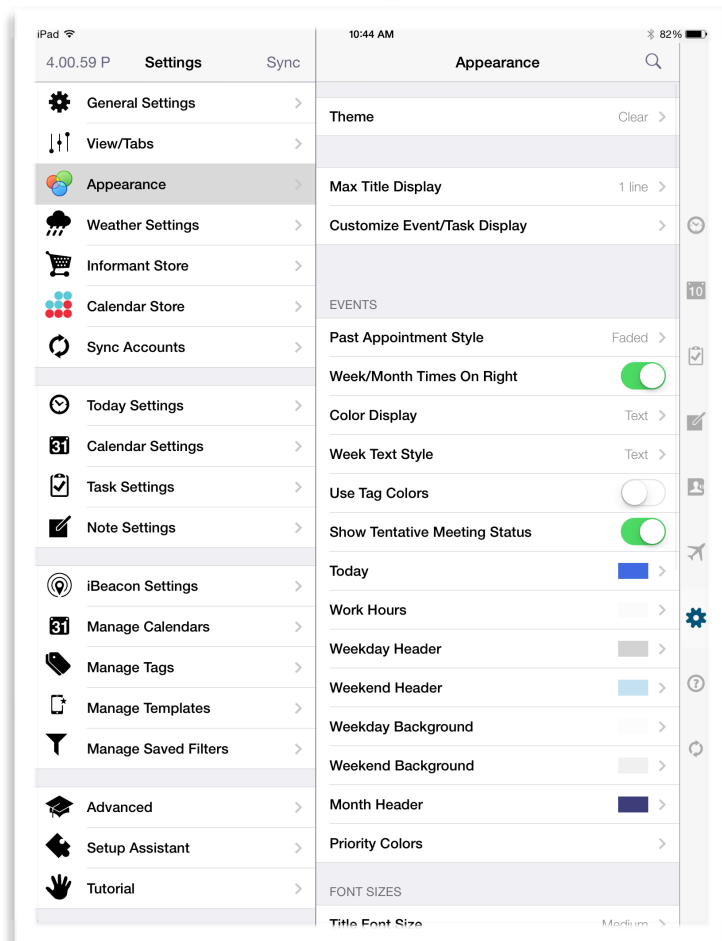 iPad 10:44 AM 82%
4.00.59 P Settings Sync
General Settings
View/Tabs
Appearance
Weather Settings
Informant Store
Calendar Store
Sync Accounts
Today Settings
31 Calendar Settings
Task Settings
Note Settings
iBeacon Settings
31 Manage Calendars
Manage Tags
Manage Templates
Manage Saved Filters
Advanced
Setup Assistant
Tutorial
Appearance
Theme Clear
Max Title Display 1 line
Customize Event/Task Display
EVENTS
Past Appointment Style Faded
Week/Month Times On Right
Color Display Text
Week Text Style Text
Use Tag Colors
Show Tentative Meeting Status
Today
Work Hours
Weekday Header
Weekend Header
Weekday Background
Weekend Background
Month Header
Priority Colors
FONT SIZES
Title Font Size Medium
10
?